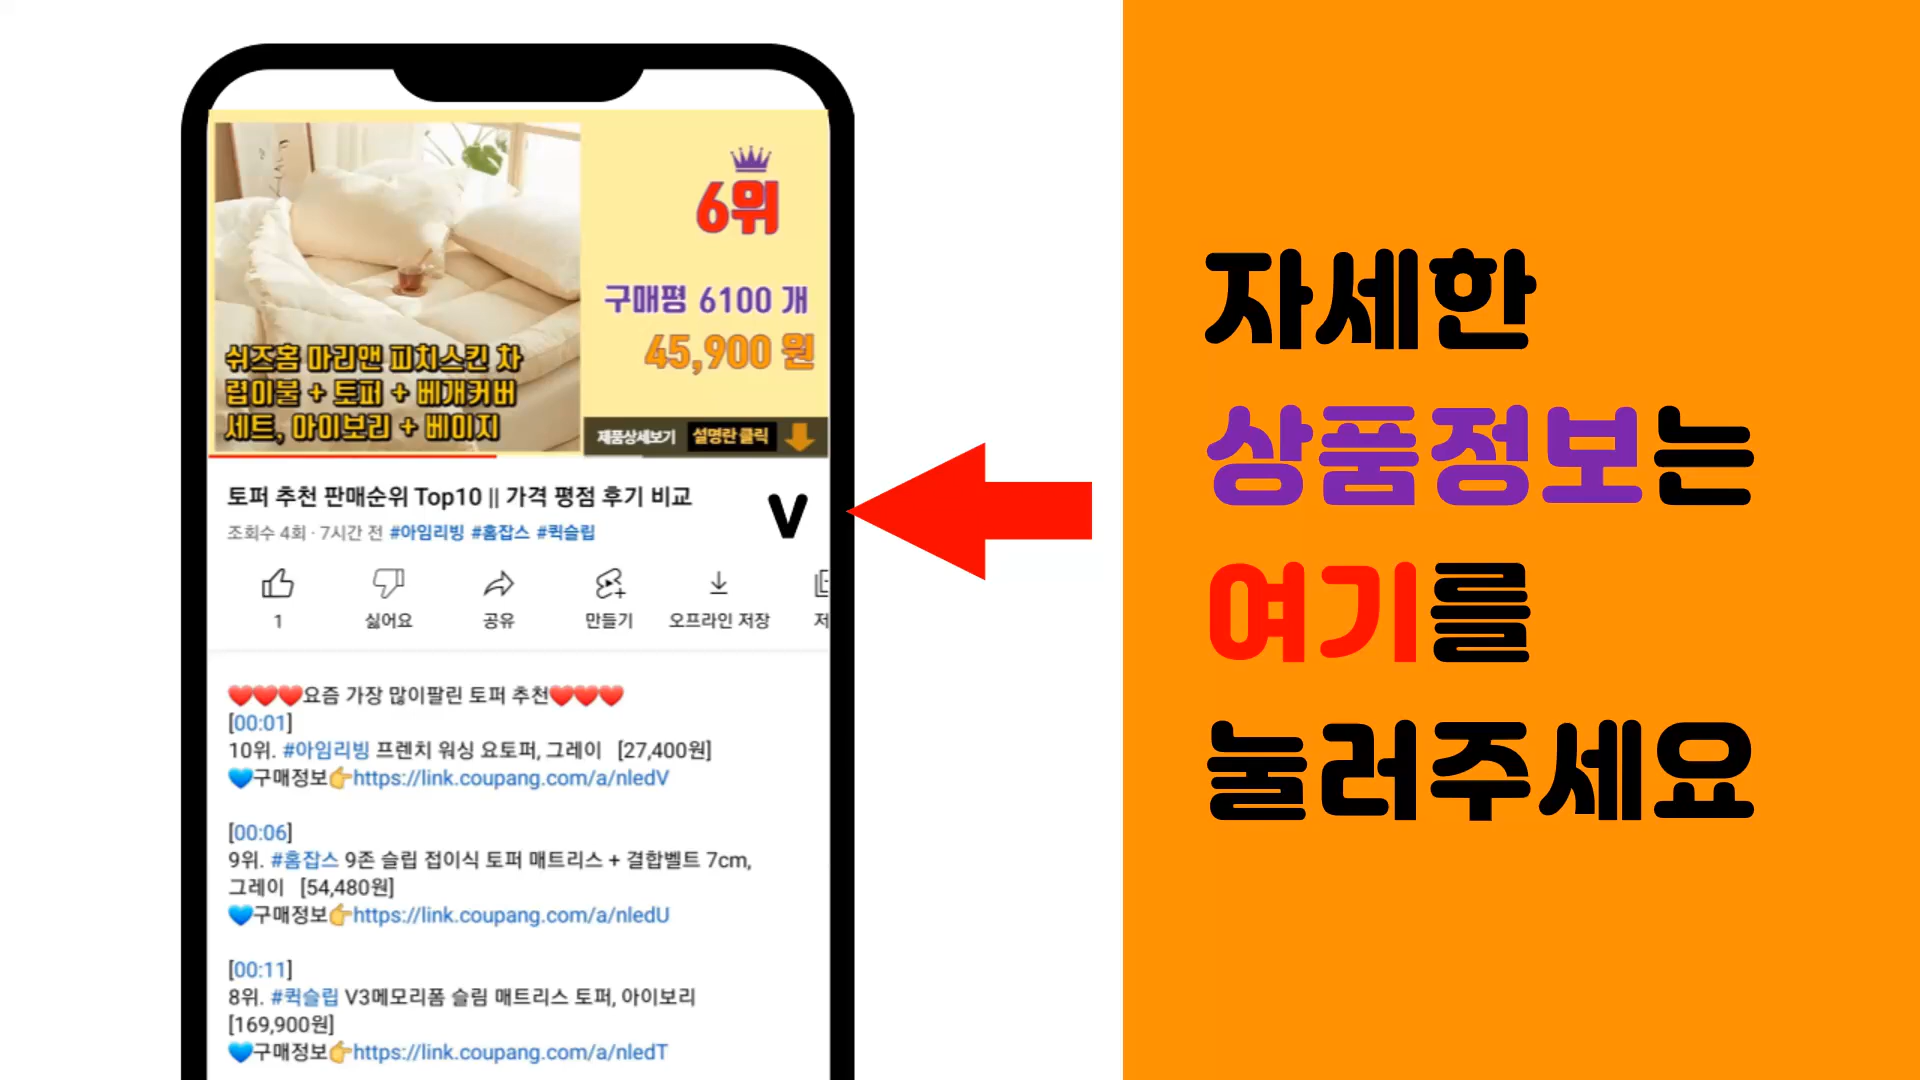 6위
구매평 6100 개
45,900 원
쉬즈홈 마리앤 피치스킨 차
렵이불 + 토퍼 + 베개커버
세트, 아이보리 + 베이지
제품상세보기 설명란 클릭
토퍼 추천 판매순위 Top10 || 가격 평점 후기 비교
V
조회수 4회 · 7시간 전 #아임리빙 #홈잡스 #퀵슬립
1 싫어요 공유 만들기 오프라인 저장 저
❤️❤️❤️요즘 가장 많이팔린 토퍼 추천❤️❤️❤️
[00:01]
10위. #아임리빙 프렌치 워싱 요토퍼, 그레이 [27,400원]
💙구매정보👉https://link.coupang.com/a/nledV
[00:06]
9위. #홈잡스 9존 슬립 접이식 토퍼 매트리스 + 결합벨트 7cm,
그레이 [54,480원]
💙구매정보👉https://link.coupang.com/a/nledU
[00:11]
8위. #퀵슬립 V3메모리폼 슬림 매트리스 토퍼, 아이보리
[169,900원]
💙구매정보👉https://link.coupang.com/a/nledT
자세한
상품정보는
여기를
눌러주세요